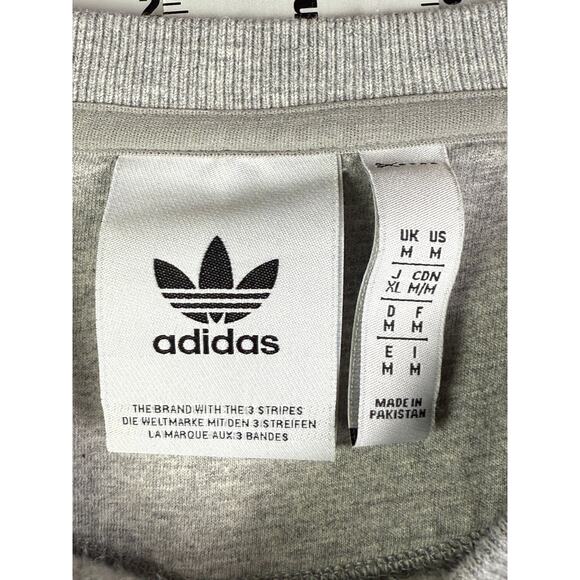 adidas
THE BRAND WITH THE 3 STRIPES
DIE WELTMARKE MIT DEN 3 STREIFEN
LA MARQUE AUX 3 BANDES
UK US
M M
J CDN
XL M/M
D F
M M
E I
M M
MADE IN
PAKISTAN